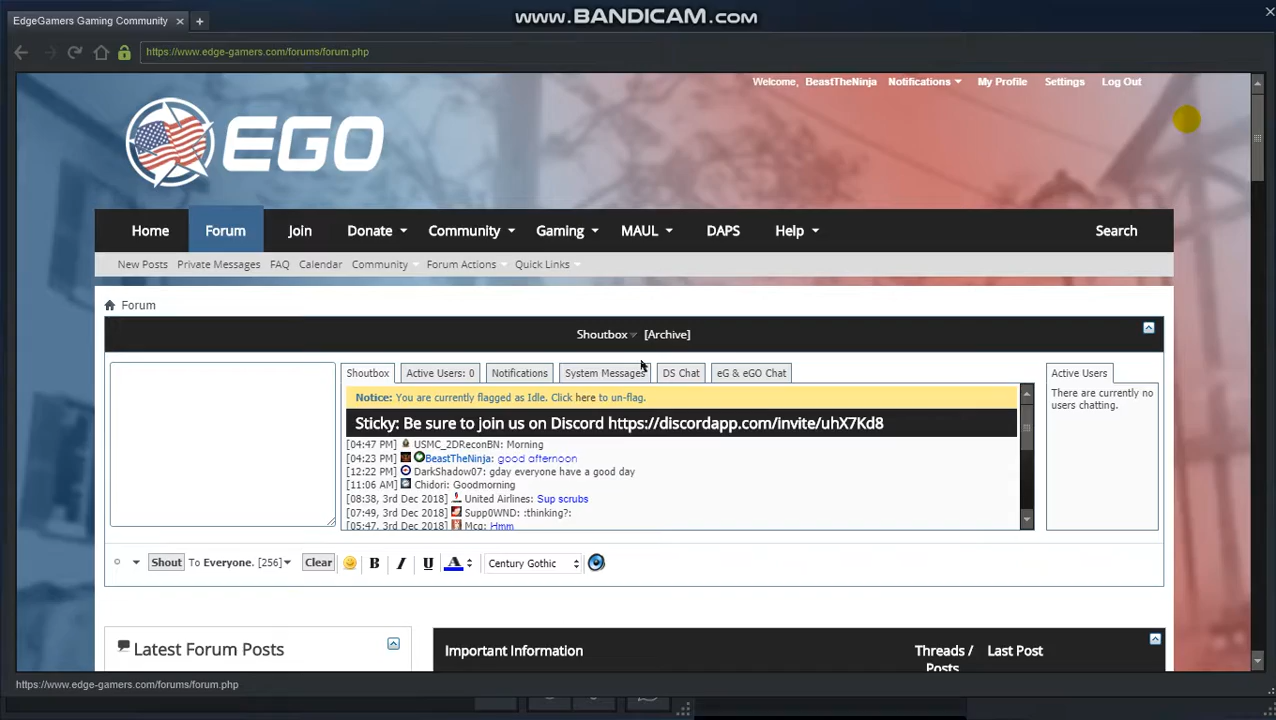 www.BANDICAM.com
EdgeGamers Gaming Community
https://www.edge-gamers.com/forums/forum.php
Welcome, BeastTheNinja Notifications My Profile Settings Log Out
EGO
Home Forum Join Donate Community Gaming MAUL DAPS Help Search
New Posts Private Messages FAQ Calendar Community Forum Actions Quick Links
Forum
Shoutbox [Archive]
Shoutbox Active Users: 0 Notifications System Messages DS Chat eG & eGO Chat Active Users
Notice: You are currently flagged as Idle. Click here to un-flag.
There are currently no
users chatting.
Sticky: Be sure to join us on Discord https://discordapp.com/invite/uhX7Kd8
[04:47 PM] USMC_2DReconBN: Morning
[04:23 PM] BeastTheNinja: good afternoon
[12:22 PM] DarkShadow07: gday everyone have a good day
[11:06 AM] Chidori: Goodmorning
[08:38, 3rd Dec 2018] United Airlines: Sup scrubs
[07:49, 3rd Dec 2018] Supp0WND: :thinking?:
[05:47, 3rd Dec 2018] Mcg: Hmm
Shout To Everyone. [256] Clear B I U A Century Gothic
Latest Forum Posts
Important Information Threads / Last Post
Posts
https://www.edge-gamers.com/forums/forum.php